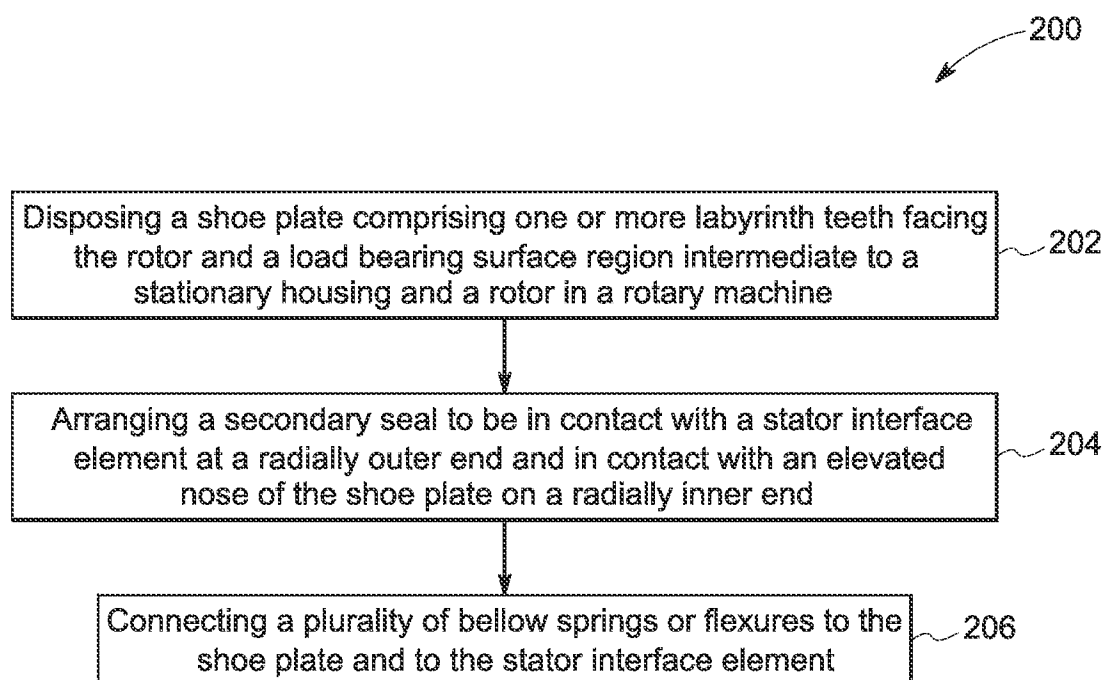 200
Disposing a shoe plate comprising one or more labyrinth teeth facing
the rotor and a load bearing surface region intermediate to a
stationary housing and a rotor in a rotary machine
202
Arranging a secondary seal to be in contact with a stator interface
element at a radially outer end and in contact with an elevated
nose of the shoe plate on a radially inner end
204
Connecting a plurality of bellow springs or flexures to the
shoe plate and to the stator interface element
206